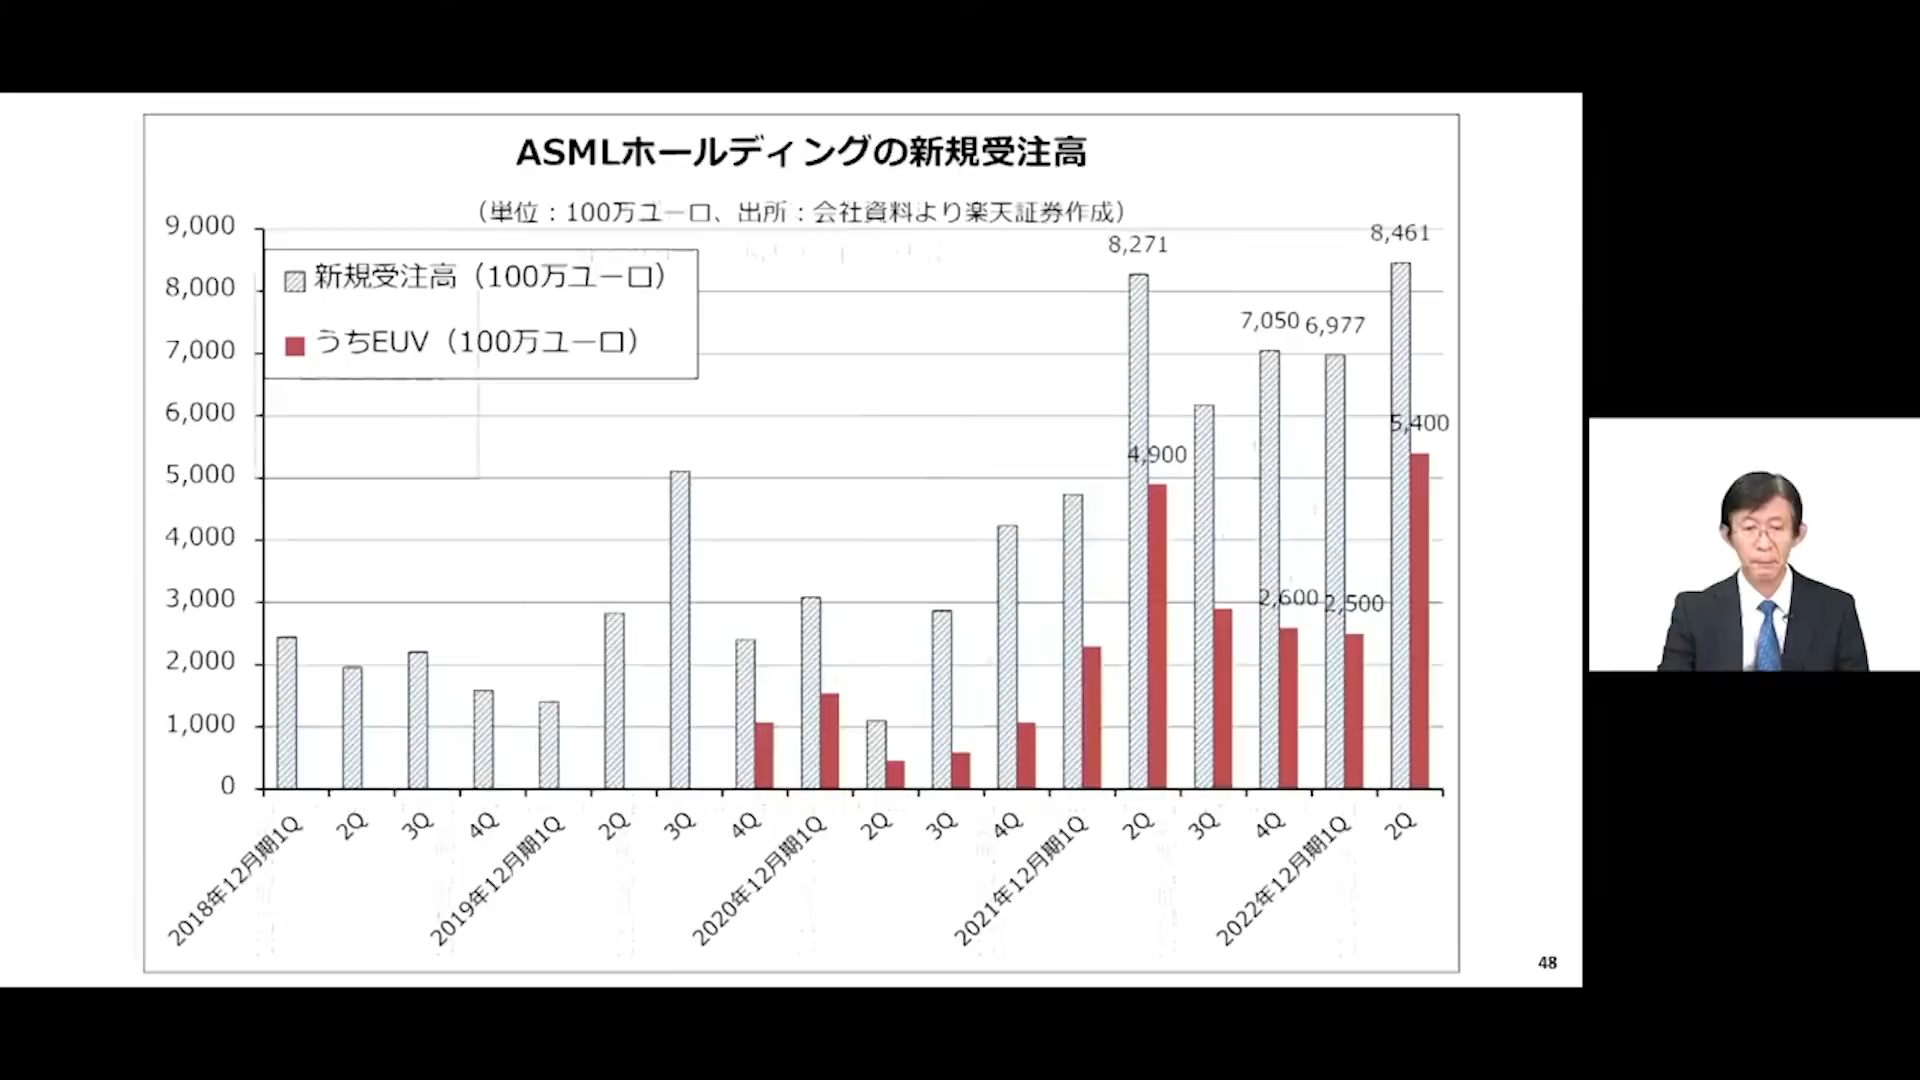 ASMLホールディングの新規受注高
（単位：100万ユーロ、出所：会社資料より楽天証券作成）
9,000
8,000
7,000
6,000
5,000
4,000
3,000
2,000
1,000
0
新規受注高（100万ユーロ）
うちEUV（100万ユーロ）
8,271
4,900
7,050
2,600
6,977
2,500
8,461
5,400
2018年12月期1Q
2Q
3Q
4Q
2019年12月期1Q
2Q
3Q
4Q
2020年12月期1Q
2Q
3Q
4Q
2021年12月期1Q
2Q
3Q
4Q
2022年12月期1Q
2Q
48